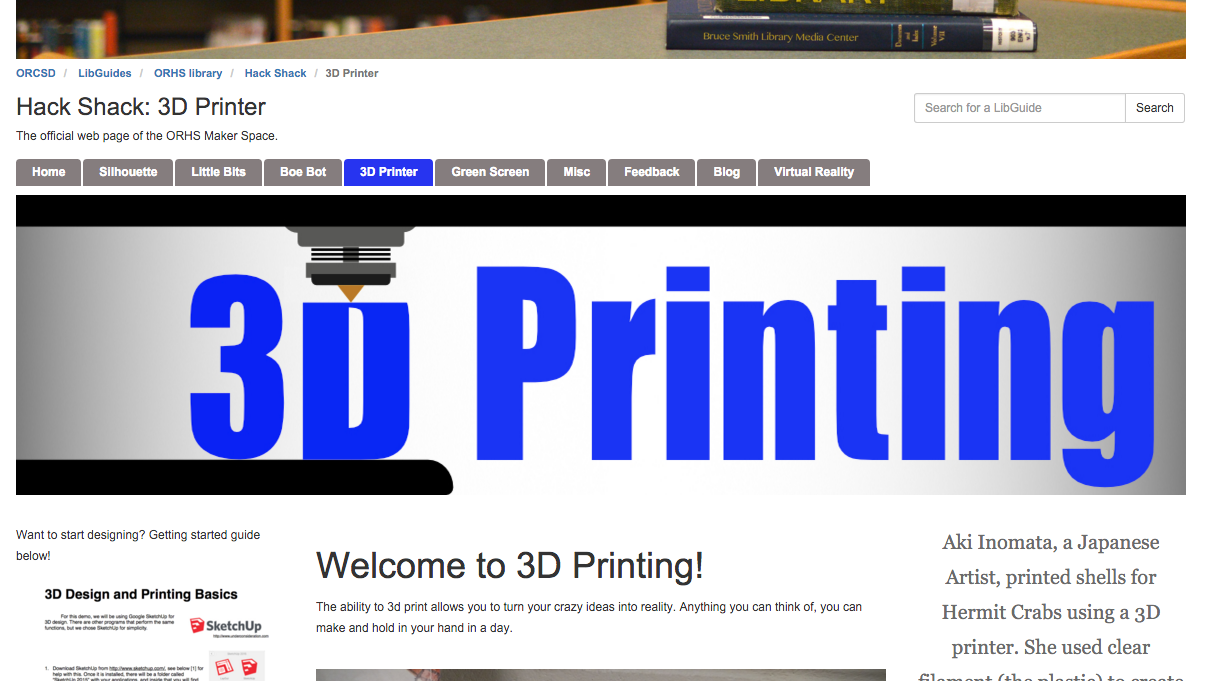 LIBRARY
Bruce Smith Library Media Center
Volume VII
ORCSD / LibGuides / ORHS library / Hack Shack / 3D Printer
Hack Shack: 3D Printer
Search for a LibGuide
Search
The official web page of the ORHS Maker Space.
Home
Silhouette
Little Bits
Boe Bot
3D Printer
Green Screen
Misc
Feedback
Blog
Virtual Reality
3D Printing
Want to start designing? Getting started guide
below!
3D Design and Printing Basics
For this demo, we will be using Google SketchUp for
3D design. There are other programs that perform the same
functions, but we chose SketchUp for simplicity.
SketchUp
1. Download SketchUp from http://www.sketchup.com/, see below [1] for
help with this. Once it is installed, there will be a folder called
"SketchUp 2015" with your applications, and inside that you will find
Welcome to 3D Printing!
The ability to 3d print allows you to turn your crazy ideas into reality. Anything you can think of, you can
make and hold in your hand in a day.
Aki Inomata, a Japanese
Artist, printed shells for
Hermit Crabs using a 3D
printer. She used clear
filament (the plastic) to create